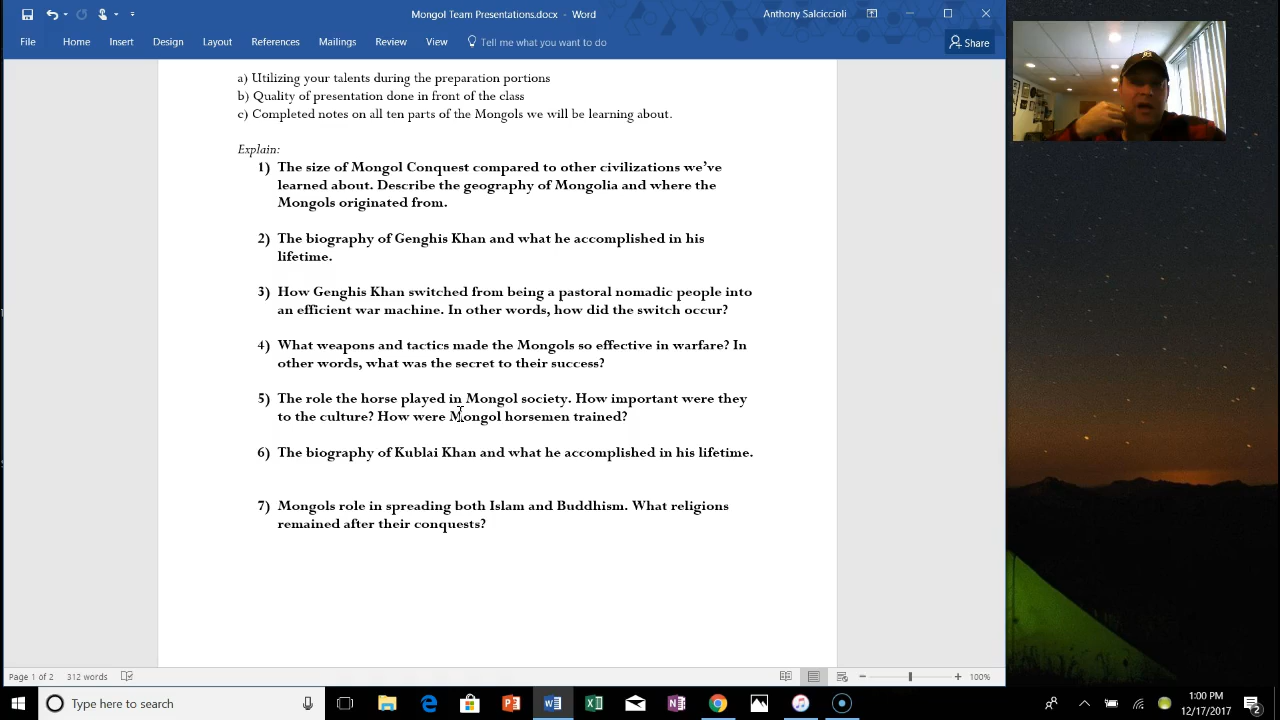 Mongol Team Presentations.docx - Word
Anthony Salciccioli
File Home Insert Design Layout References Mailings Review View Tell me what you want to do Share
a) Utilizing your talents during the preparation portions
b) Quality of presentation done in front of the class
c) Completed notes on all ten parts of the Mongols we will be learning about.
Explain:
1) The size of Mongol Conquest compared to other civilizations we've
learned about. Describe the geography of Mongolia and where the
Mongols originated from.
2) The biography of Genghis Khan and what he accomplished in his
lifetime.
3) How Genghis Khan switched from being a pastoral nomadic people into
an efficient war machine. In other words, how did the switch occur?
4) What weapons and tactics made the Mongols so effective in warfare? In
other words, what was the secret to their success?
5) The role the horse played in Mongol society. How important were they
to the culture? How were Mongol horsemen trained?
6) The biography of Kublai Khan and what he accomplished in his lifetime.
7) Mongols role in spreading both Islam and Buddhism. What religions
remained after their conquests?
Page 1 of 2 312 words 100%
Type here to search
1:00 PM
12/17/2017
2